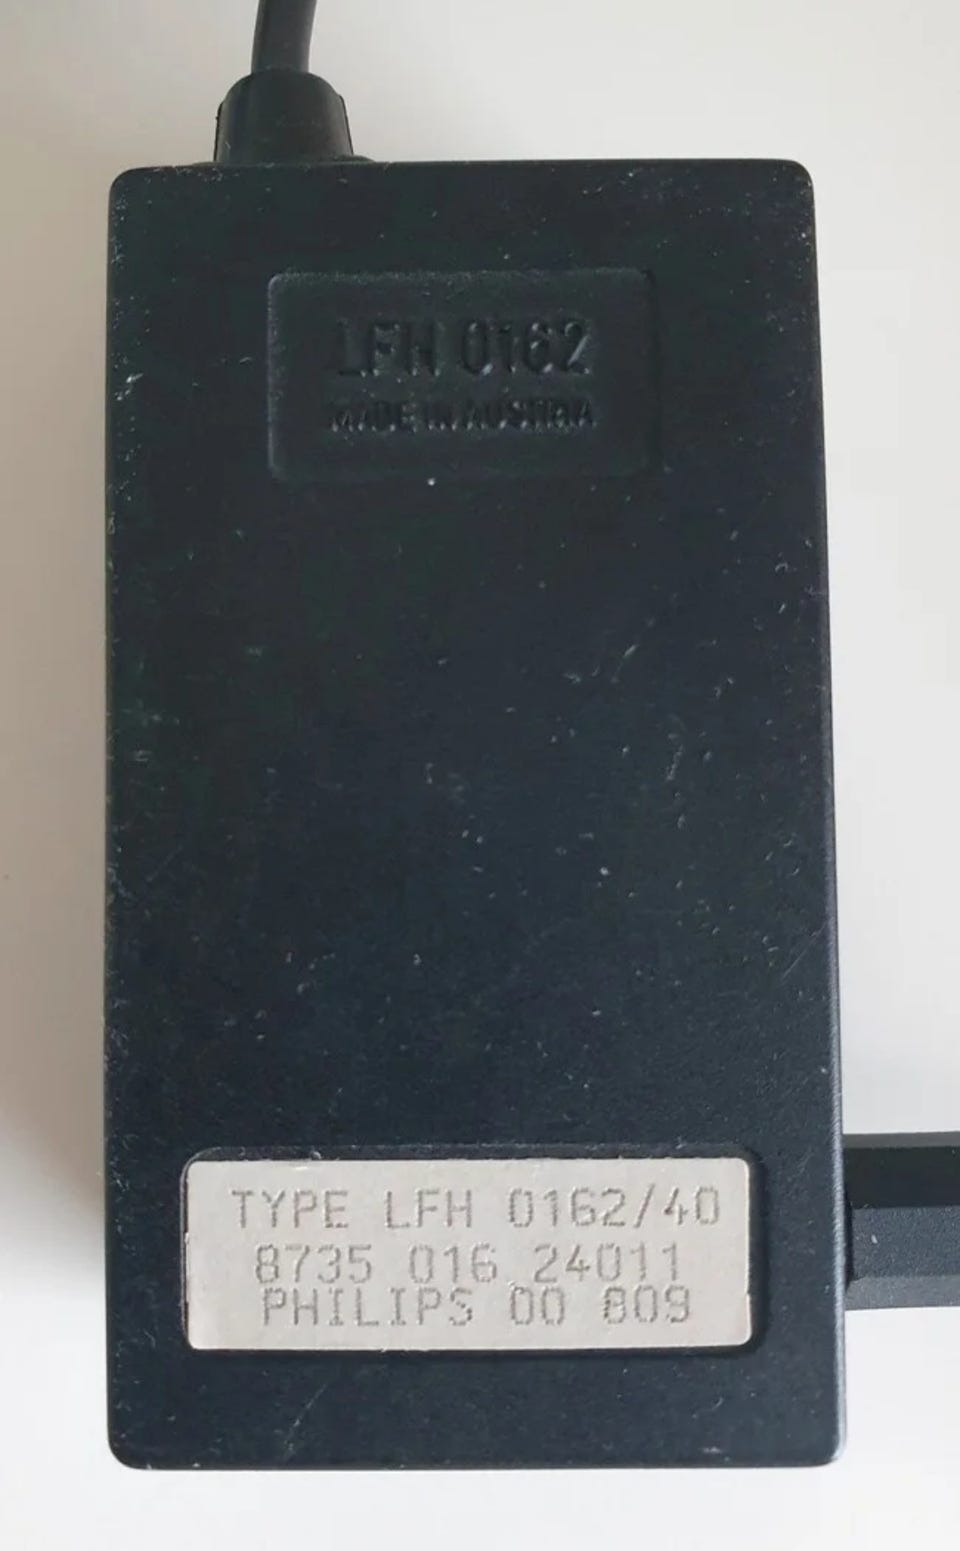 LFH 0162
MADE IN AUSTRIA
TYPE LFH 0162/40
8735 016 24011
PHILIPS 00 809